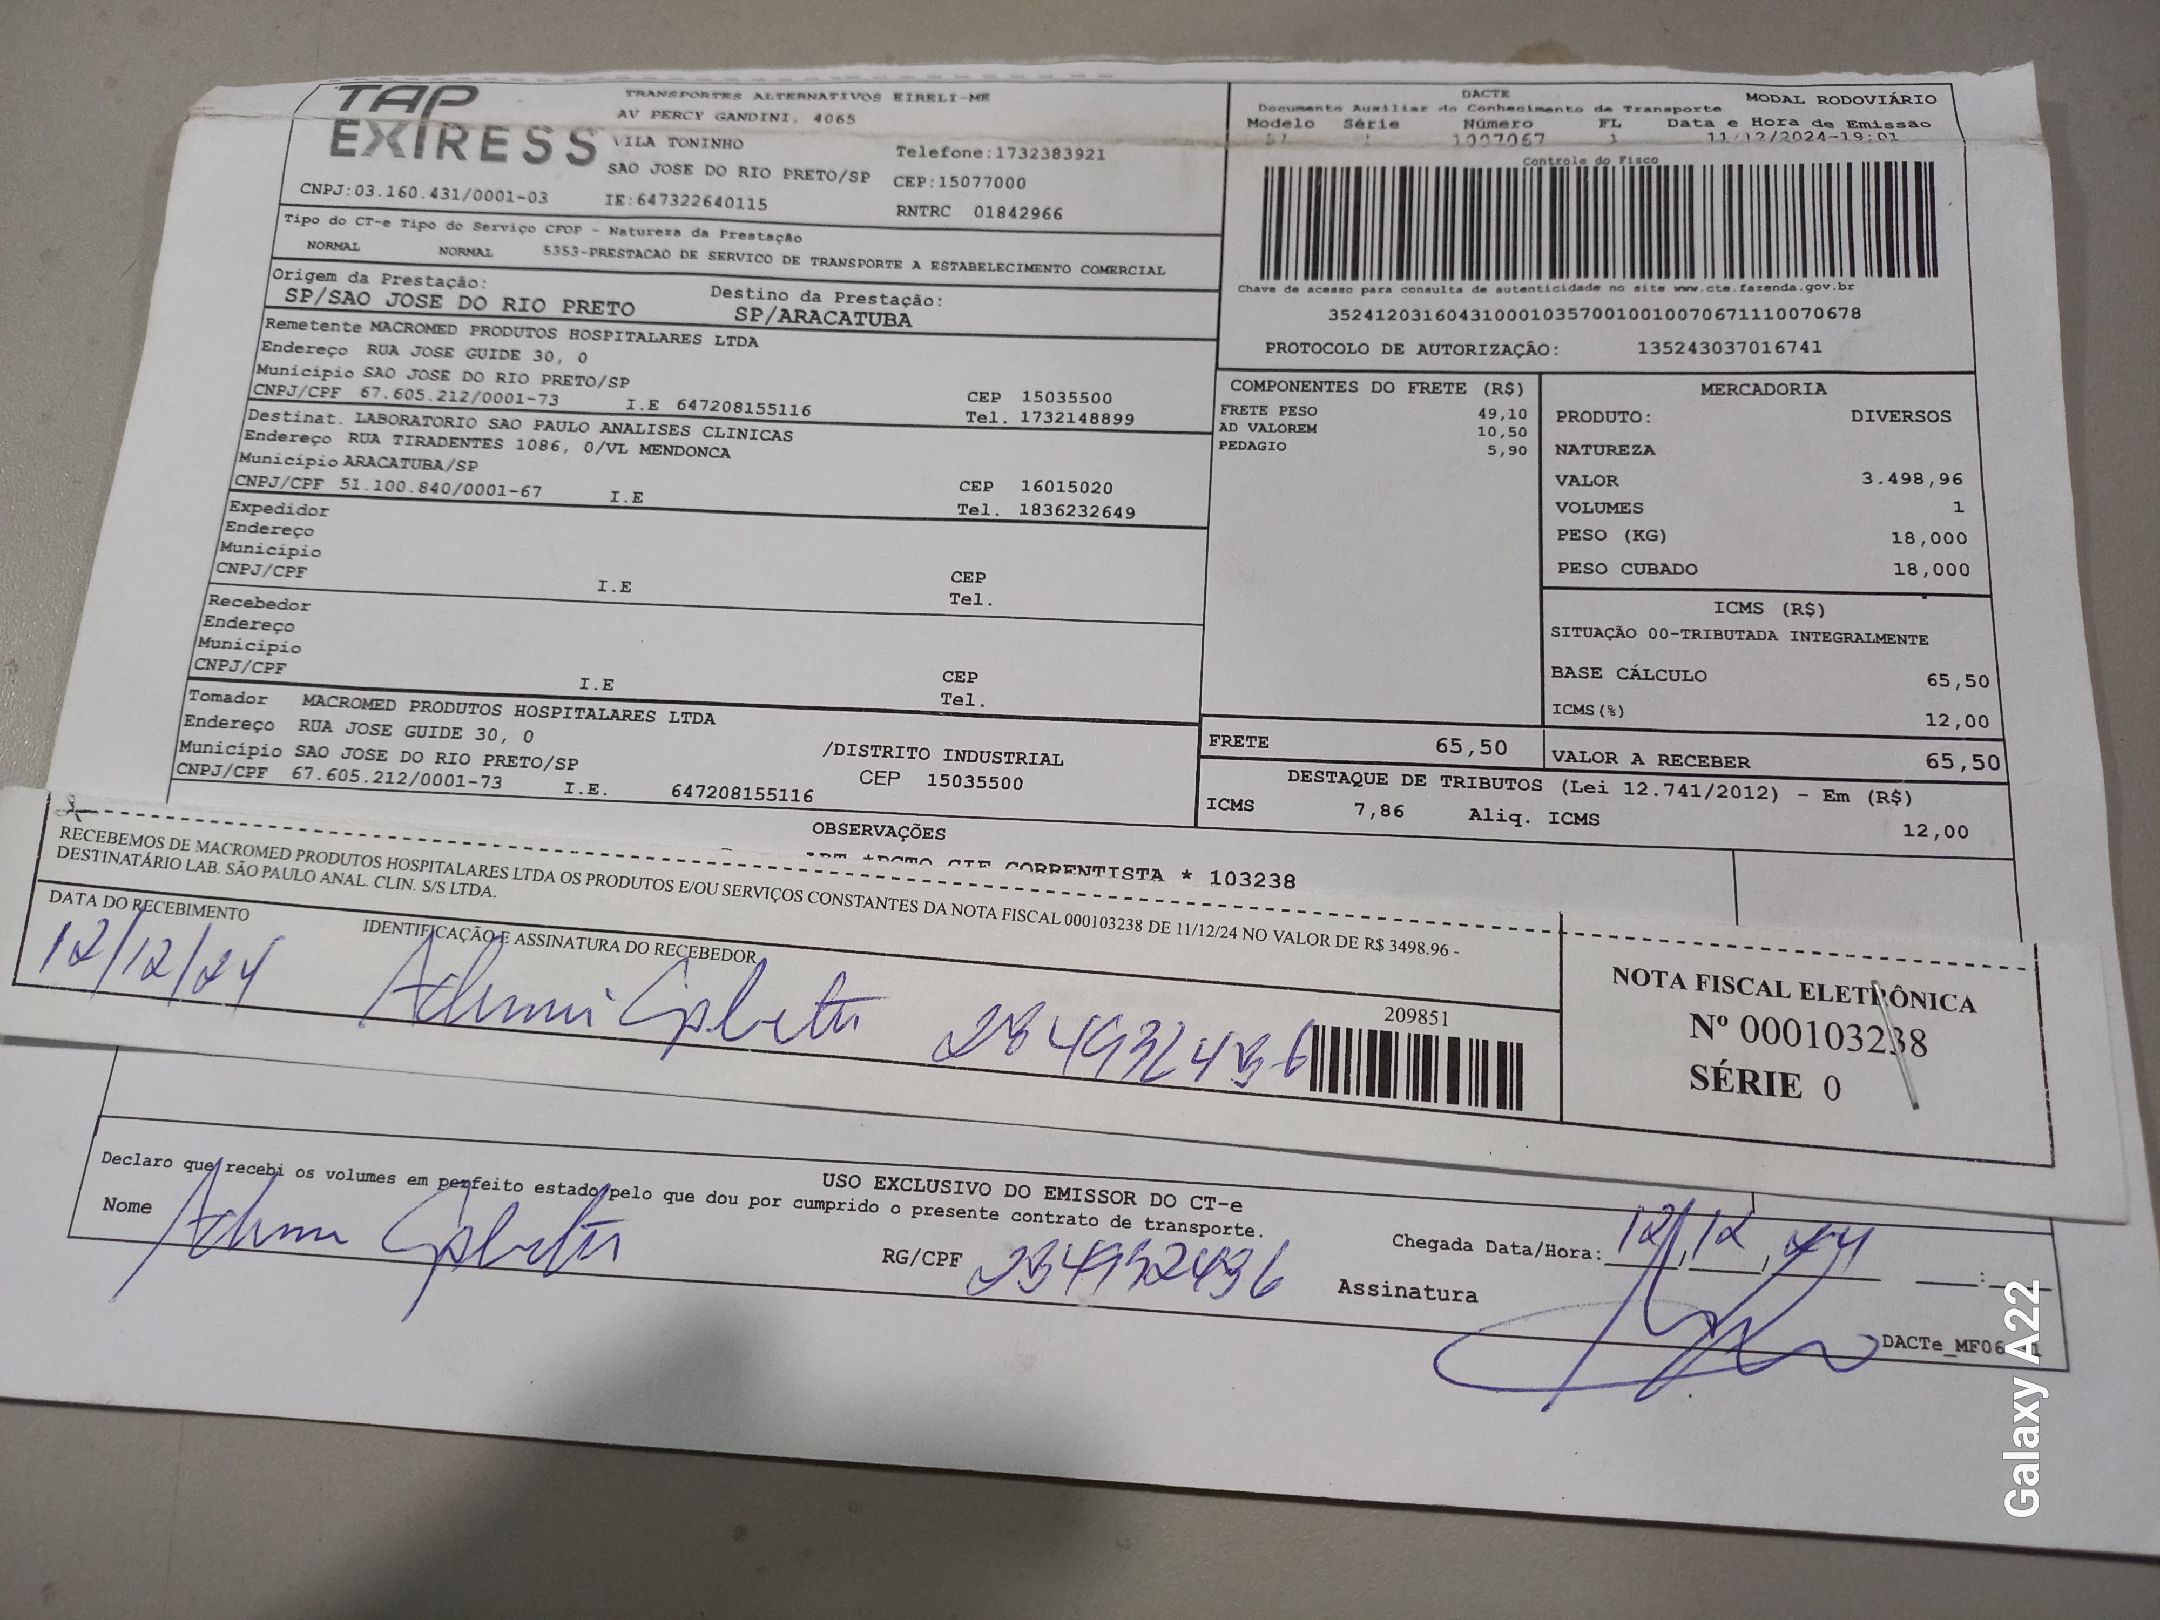 TAP
EXPRESS
TRANSPORTES ALTERNATIVOS EIRELI-ME
AV PERCY GANDINI, 4065
VILA TONINHO
Telefone:1732383921
SAO JOSE DO RIO PRETO/SP CEP:15077000
CNPJ:03.160.431/0001-03 IE:647322640115 RNTRC 01842966
Tipo do CT-e Tipo do Serviço CFOP - Natureza da Prestação
NORMAL NORMAL 5353-PRESTACAO DE SERVICO DE TRANSPORTE A ESTABELECIMENTO COMERCIAL
Origem da Prestação: Destino da Prestação:
SP/SAO JOSE DO RIO PRETO SP/ARACATUBA
Remetente MACROMED PRODUTOS HOSPITALARES LTDA
Endereço RUA JOSE GUIDE 30, 0
Município SAO JOSE DO RIO PRETO/SP CEP 15035500
CNPJ/CPF 67.605.212/0001-73 I.E 647208155116 Tel. 1732148899
Destinat. LABORATORIO SAO PAULO ANALISES CLINICAS
Endereço RUA TIRADENTES 1086, 0/VL MENDONCA
Município ARACATUBA/SP CEP 16015020
CNPJ/CPF 51.100.840/0001-67 I.E Tel. 1836232649
Expedidor
Endereço
Município CEP
CNPJ/CPF I.E Tel.
Recebedor
Endereço
Município CEP
CNPJ/CPF I.E Tel.
Tomador MACROMED PRODUTOS HOSPITALARES LTDA
Endereço RUA JOSE GUIDE 30, 0 /DISTRITO INDUSTRIAL
Município SAO JOSE DO RIO PRETO/SP CEP 15035500
CNPJ/CPF 67.605.212/0001-73 I.E. 647208155116
DACTE MODAL RODOVIÁRIO
Documento Auxiliar do Conhecimento de Transporte
Modelo Série Número FL Data e Hora de Emissão
57 1 1007067 1 11/12/2024-19:01
Controle do Fisco
Chave de acesso para consulta de autenticidade no site www.cte.fazenda.gov.br
35241203160431000103570010010070671110070678
PROTOCOLO DE AUTORIZAÇÃO: 135243037016741
COMPONENTES DO FRETE (R$)
FRETE PESO 49,10
AD VALOREM 10,50
PEDAGIO 5,90
MERCADORIA
PRODUTO: DIVERSOS
NATUREZA
VALOR 3.498,96
VOLUMES 1
PESO (KG) 18,000
PESO CUBADO 18,000
ICMS (R$)
SITUAÇÃO 00-TRIBUTADA INTEGRALMENTE
BASE CÁLCULO 65,50
ICMS(%) 12,00
FRETE 65,50 VALOR A RECEBER 65,50
DESTAQUE DE TRIBUTOS (Lei 12.741/2012) - Em (R$)
ICMS 7,86 Aliq. ICMS 12,00
OBSERVAÇÕES
CIF CORRENTISTA * 103238
RECEBEMOS DE MACROMED PRODUTOS HOSPITALARES LTDA OS PRODUTOS E/OU SERVIÇOS CONSTANTES DA NOTA FISCAL 000103238 DE 11/12/24 NO VALOR DE R$ 3498.96 -
DESTINATÁRIO LAB. SÃO PAULO ANAL. CLIN. S/S LTDA.
DATA DO RECEBIMENTO IDENTIFICAÇÃO E ASSINATURA DO RECEBEDOR
12/12/24
209851
NOTA FISCAL ELETRÔNICA
Nº 000103238
SÉRIE 0
USO EXCLUSIVO DO EMISSOR DO CT-e
Declaro que recebi os volumes em perfeito estado pelo que dou por cumprido o presente contrato de transporte.
Nome RG/CPF Chegada Data/Hora: 12/12/24 :
Assinatura
Galaxy A22